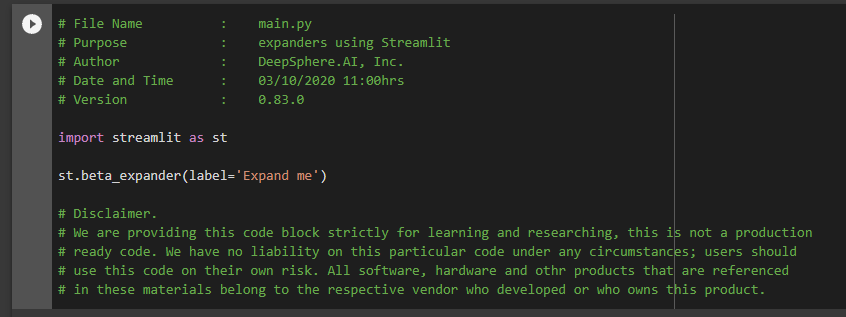 # File Name          :    main.py
# Purpose            :    expanders using Streamlit
# Author             :    DeepSphere.AI, Inc.
# Date and Time      :    03/10/2020 11:00hrs
# Version            :    0.83.0
import streamlit as st
st.beta_expander(label='Expand me')
# Disclaimer.
# We are providing this code block strictly for learning and researching, this is not a production
# ready code. We have no liability on this particular code under any circumstances; users should
# use this code on their own risk. All software, hardware and othr products that are referenced
# in these materials belong to the respective vendor who developed or who owns this product.